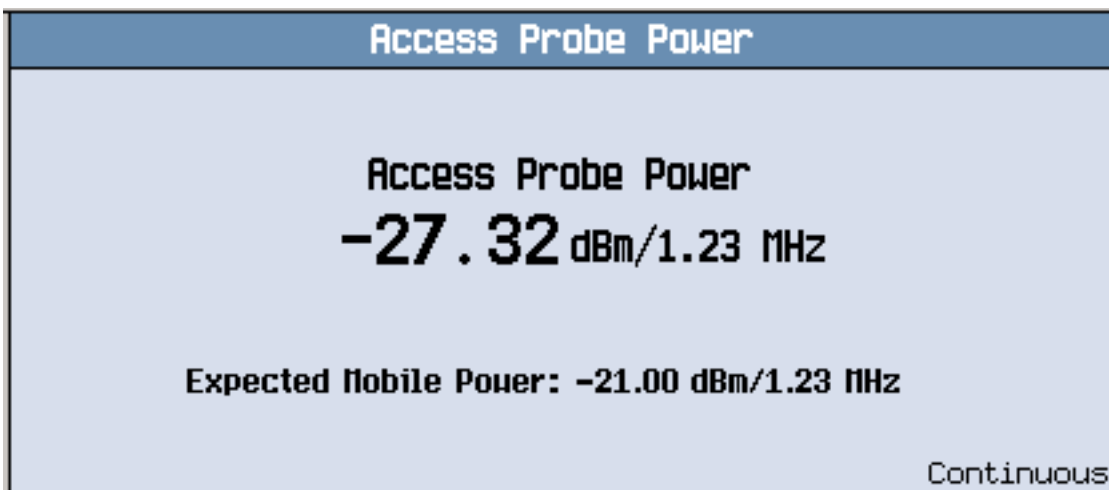 Access Probe Power
Access Probe Power
-27.32 dBm/1.23 MHz
Expected Mobile Power: -21.00 dBm/1.23 MHz
Continuous